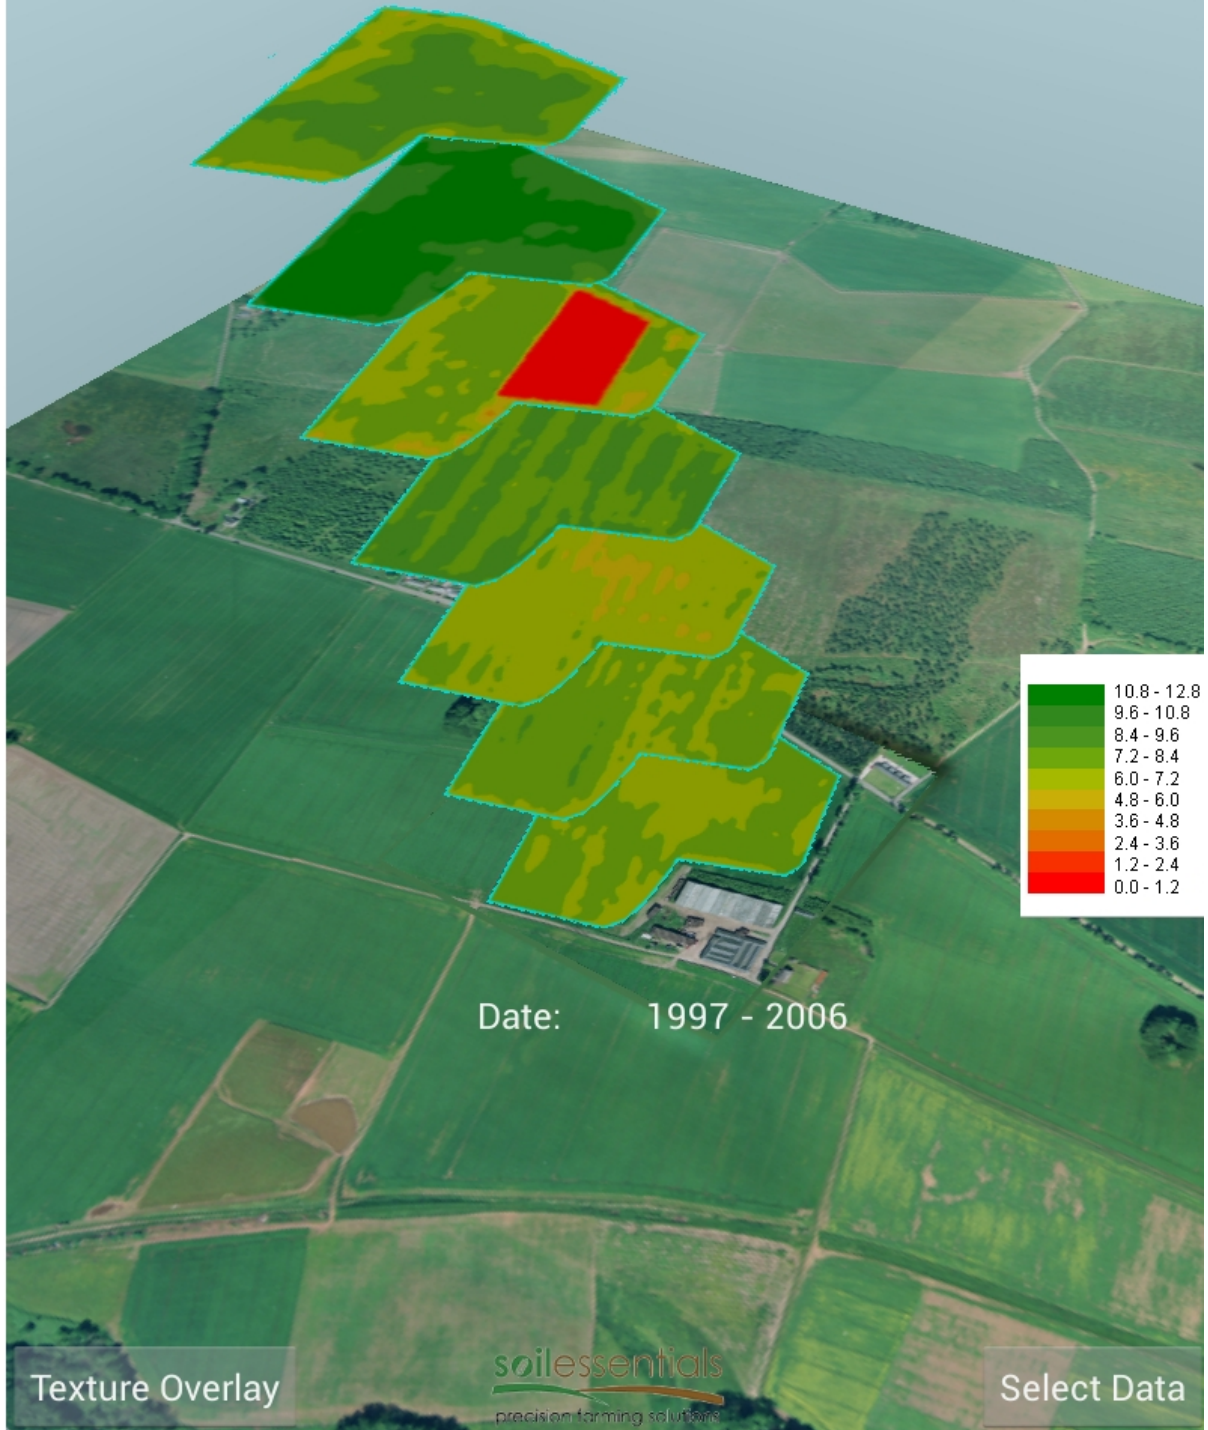 10.8 - 12.8
9.6 - 10.8
8.4 - 9.6
7.2 - 8.4
6.0 - 7.2
4.8 - 6.0
3.6 - 4.8
2.4 - 3.6
1.2 - 2.4
0.0 - 1.2
Date: 1997 - 2006
Texture Overlay
soilessentials
precision farming solutions
Select Data